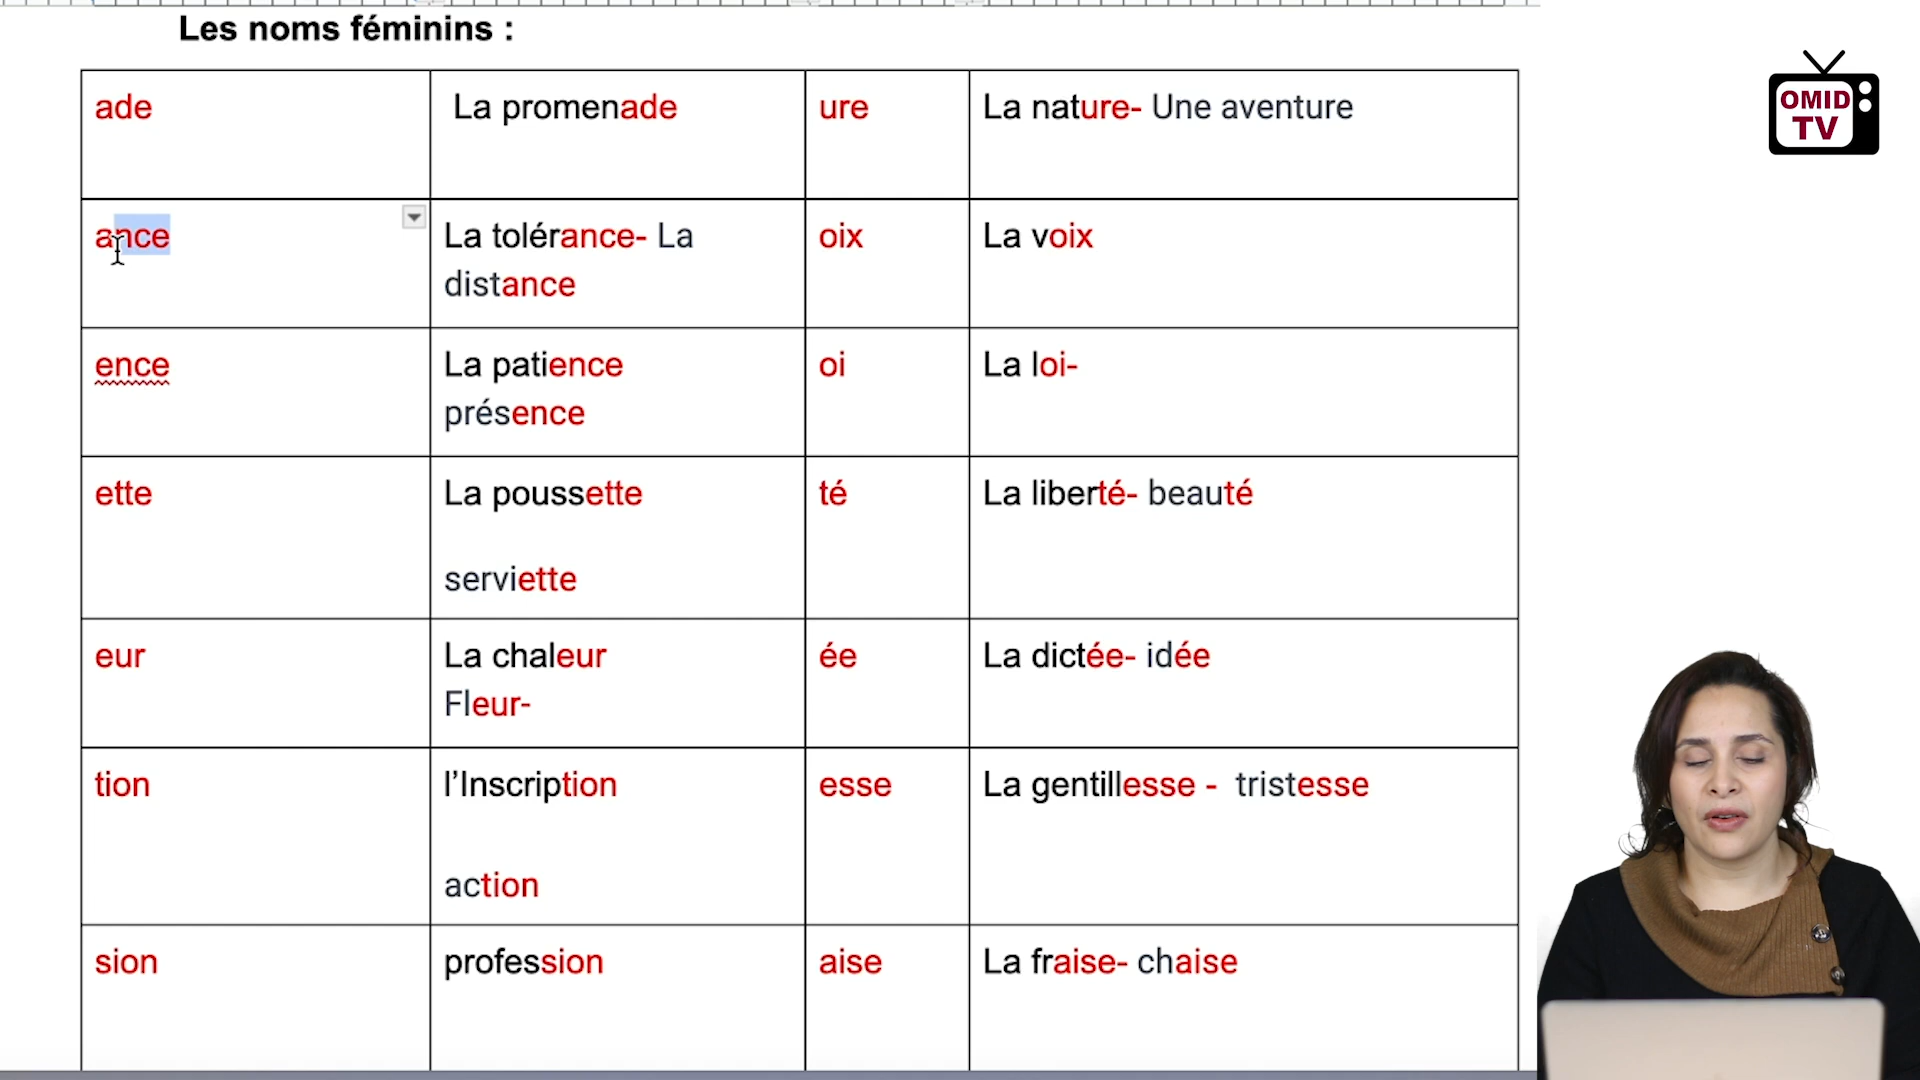 Les noms féminins :
ade
La promenade
ure
La nature- Une aventure
ance
La tolérance- La
distance
oix
La voix
ence
La patience
présence
oi
La loi-
ette
La poussette
serviette
té
La liberté- beauté
eur
La chaleur
Fleur-
ée
La dictée- idée
tion
l’Inscription
action
esse
La gentillesse - tristesse
sion
profession
aise
La fraise- chaise
OMID
TV